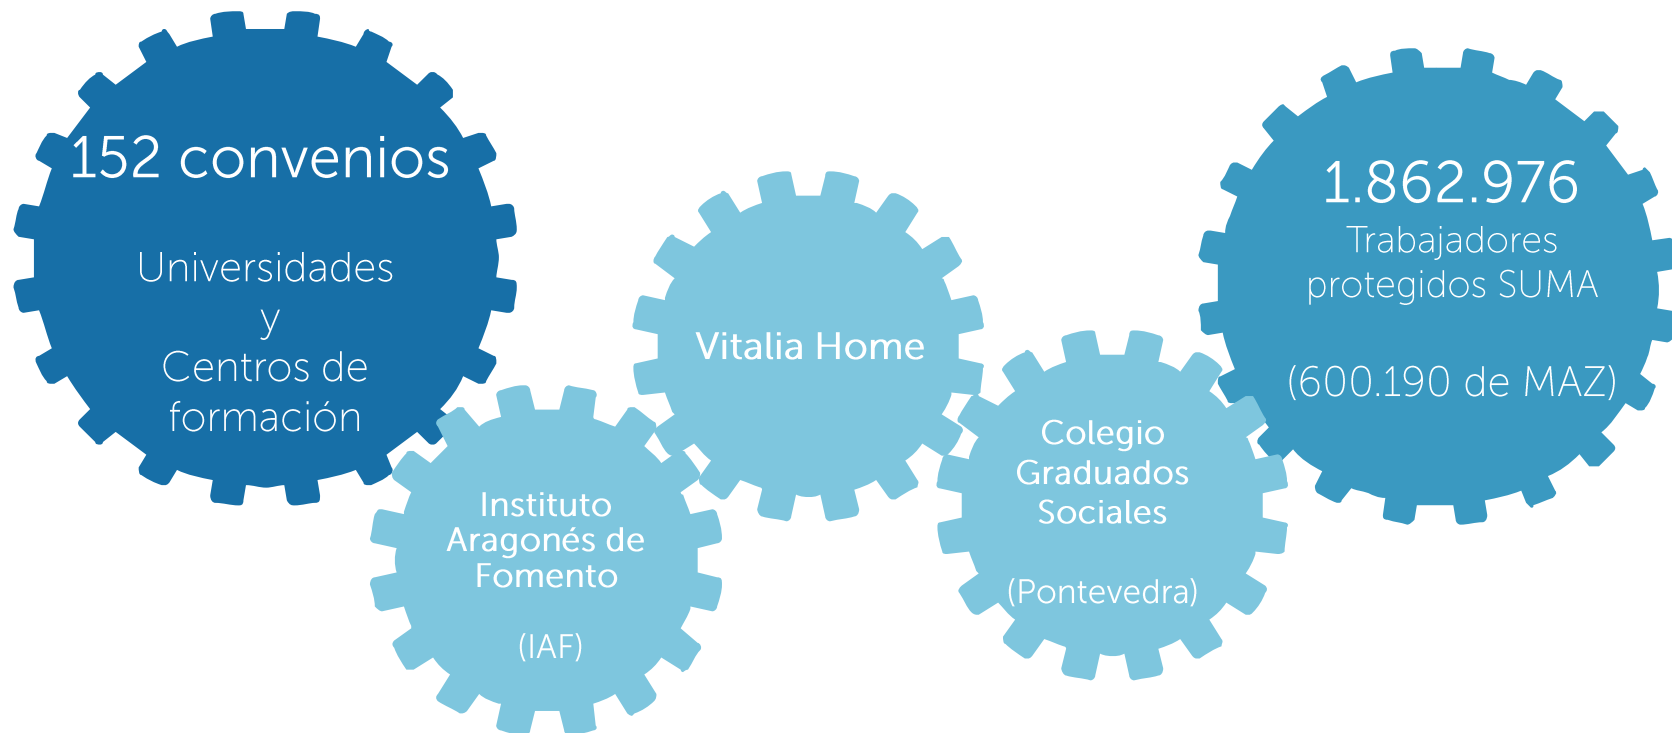 152 convenios
Universidades
y
Centros de
formación
Instituto
Aragonés de
Fomento
(IAF)
Vitalia Home
Colegio
Graduados
Sociales
(Pontevedra)
1.862.976
Trabajadores
protegidos SUMA
(600.190 de MAZ)